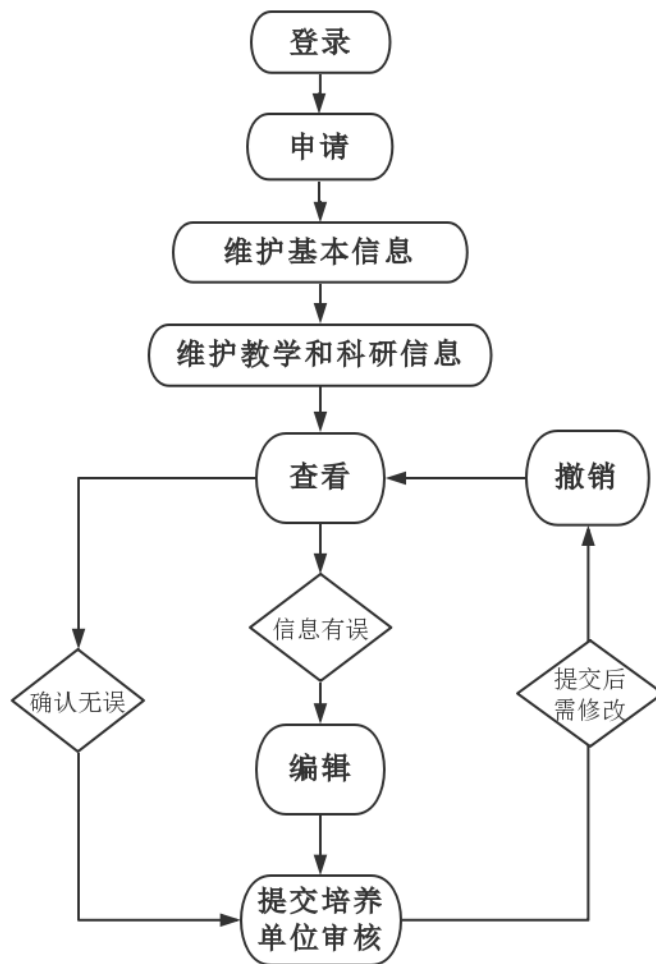 登录
申请
维护基本信息
维护教学和科研信息
查看
撤销
信息有误
确认无误
提交后
需修改
编辑
提交培养
单位审核